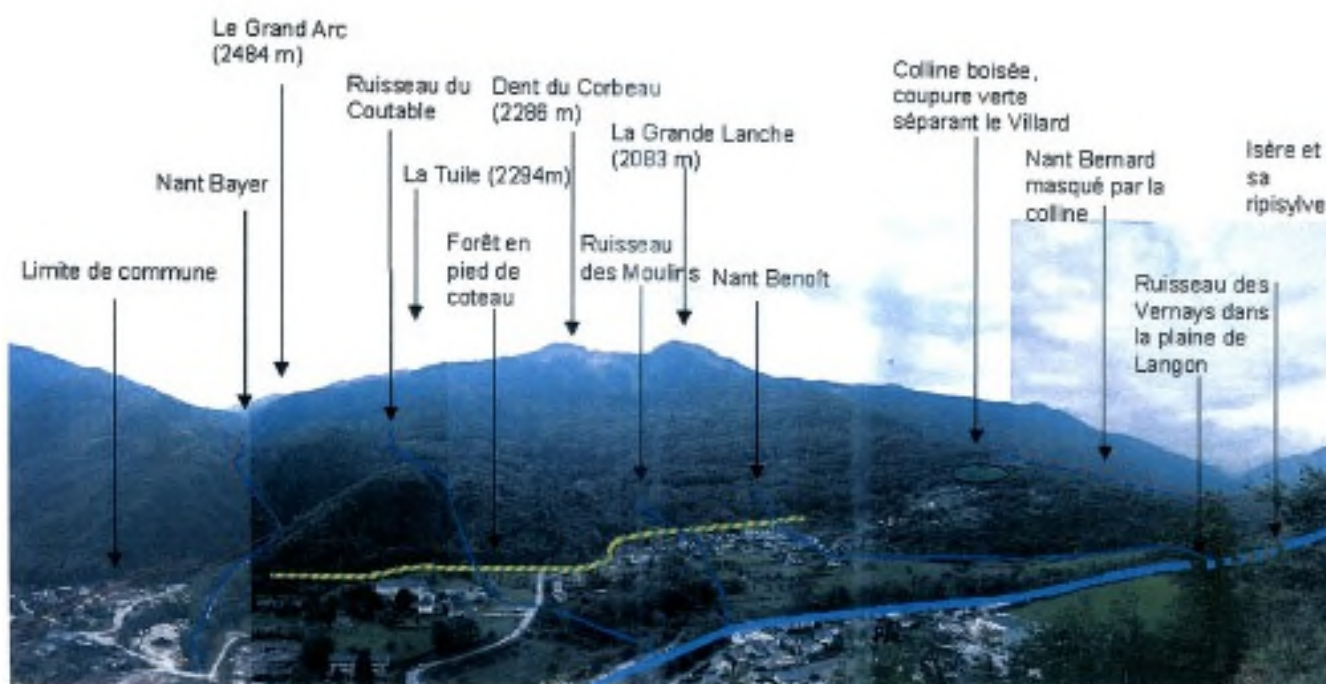 Le Grand Arc
(2484 m)
Ruisseau du
Coutable
Dent du Corbeau
(2286 m)
La Grande Lanche
(2083 m)
Colline boisée,
coupure verte
séparant le Villard
Nant Bernard
masqué par la
colline
Isère et
sa
ripisylve
Nant Bayer
La Tuile (2294m)
Limite de commune
Forêt en
pied de
coteau
Ruisseau
des Moulins
Nant Benoît
Ruisseau des
Vernays dans
la plaine de
Langon